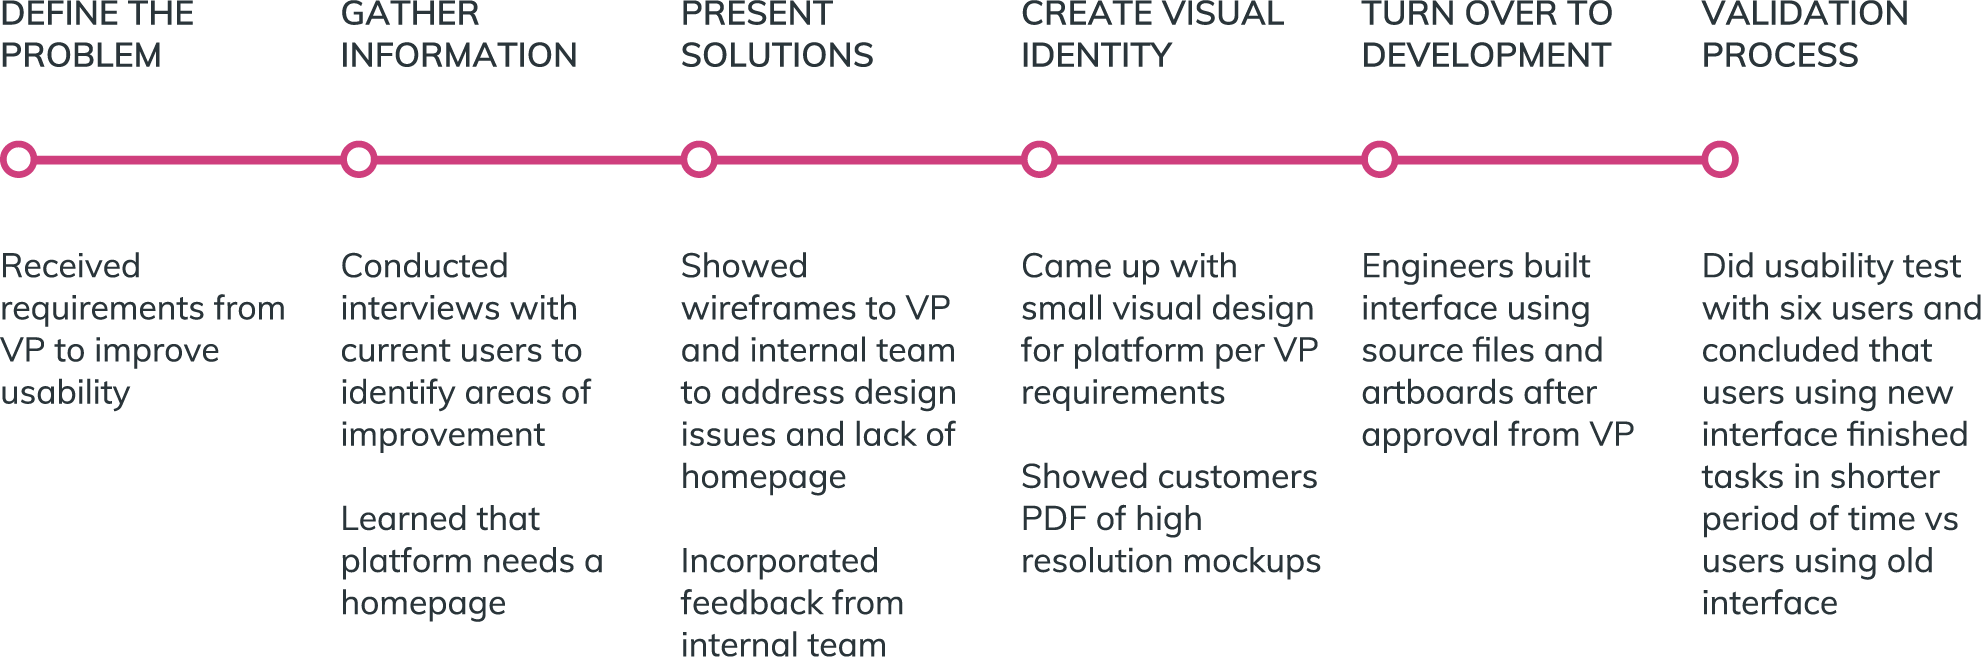 DEFINE THE
PROBLEM
GATHER
INFORMATION
PRESENT
SOLUTIONS
CREATE VISUAL
IDENTITY
TURN OVER TO
DEVELOPMENT
VALIDATION
PROCESS
Received
requirements from
VP to improve
usability
Conducted
interviews with
current users to
identify areas of
improvement
Learned that
platform needs a
homepage
Showed
wireframes to VP
and internal team
to address design
issues and lack of
homepage
Incorporated
feedback from
internal team
Came up with
small visual design
for platform per VP
requirements
Showed customers
PDF of high
resolution mockups
Engineers built
interface using
source files and
artboards after
approval from VP
Did usability test
with six users and
concluded that
users using new
interface finished
tasks in shorter
period of time vs
users using old
interface